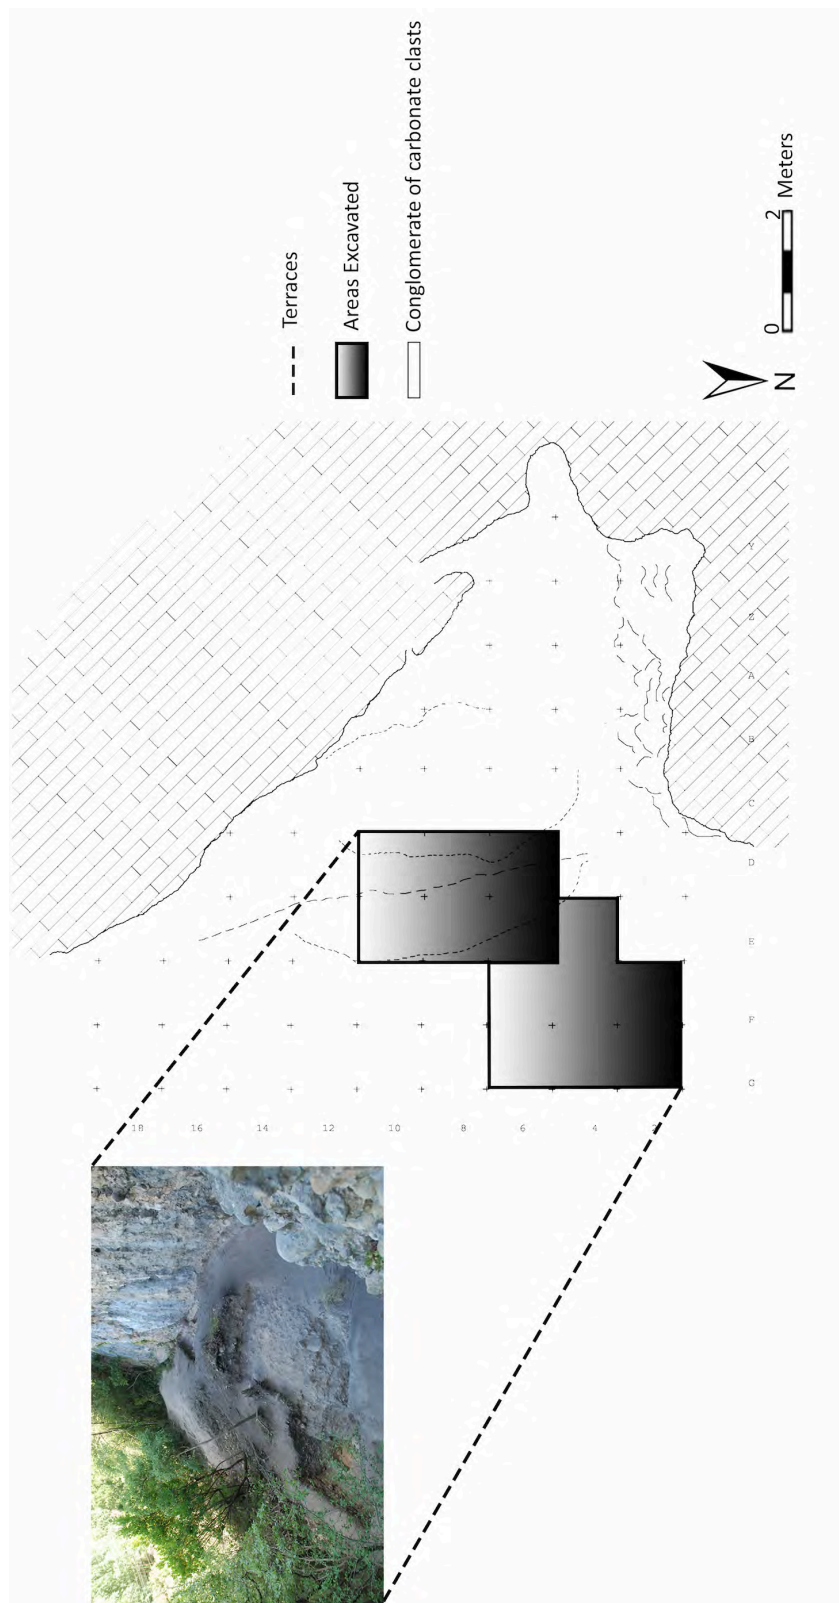 Terraces
Areas Excavated
Conglomerate of carbonate clasts
0 2 Meters
N
Y
Z
A
B
C
D
E
F
G
18 16 14 12 10 8 6 4 2